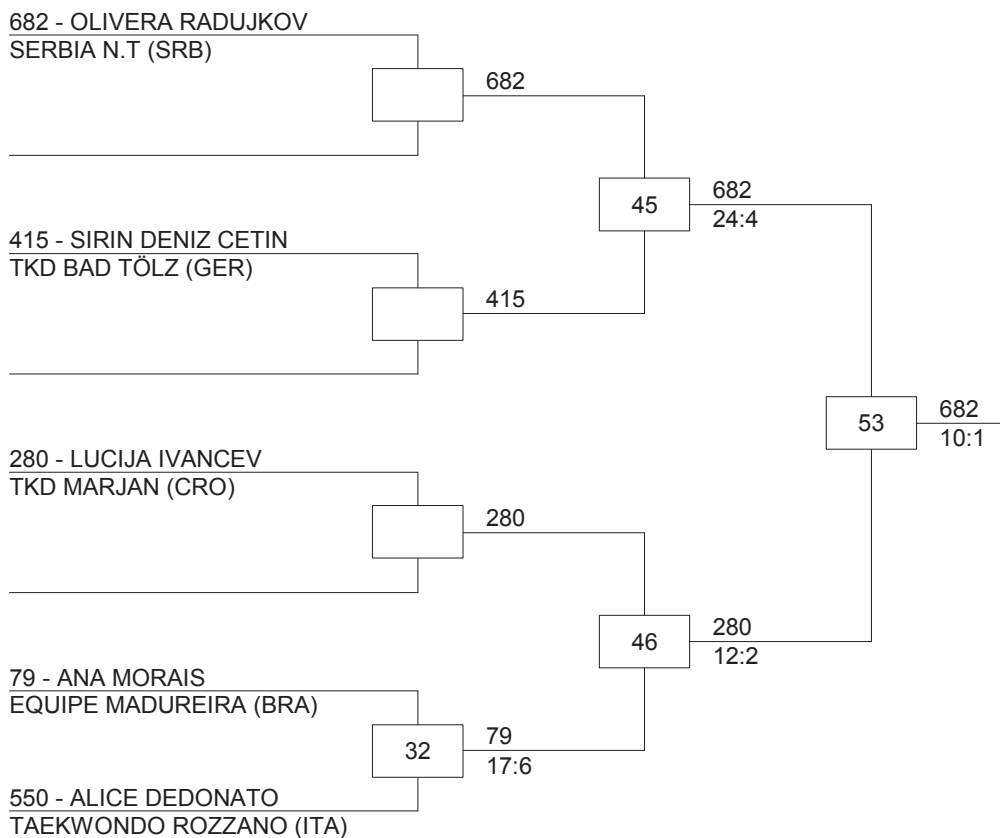 682 - OLIVERA RADUJKOV
SERBIA N.T (SRB)
682
45
682
24:4
415 - SIRIN DENIZ CETIN
TKD BAD TÖLZ (GER)
415
53
682
10:1
280 - LUCIJA IVANCEV
TKD MARJAN (CRO)
280
46
280
12:2
79 - ANA MORAIS
EQUIPE MADUREIRA (BRA)
32
79
17:6
550 - ALICE DEDONATO
TAEKWONDO ROZZANO (ITA)